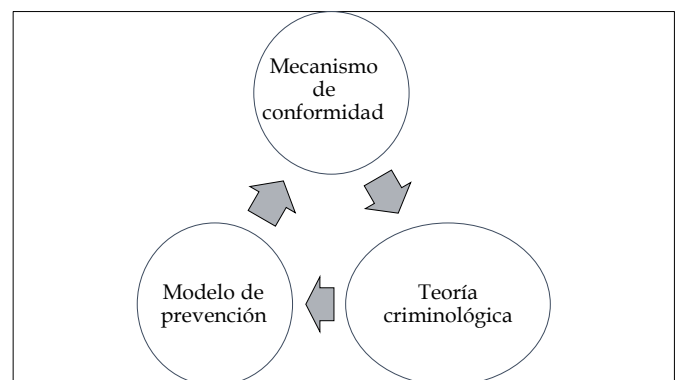 Mecanismo
de
conformidad
Modelo de
prevención
Teoría
criminológica